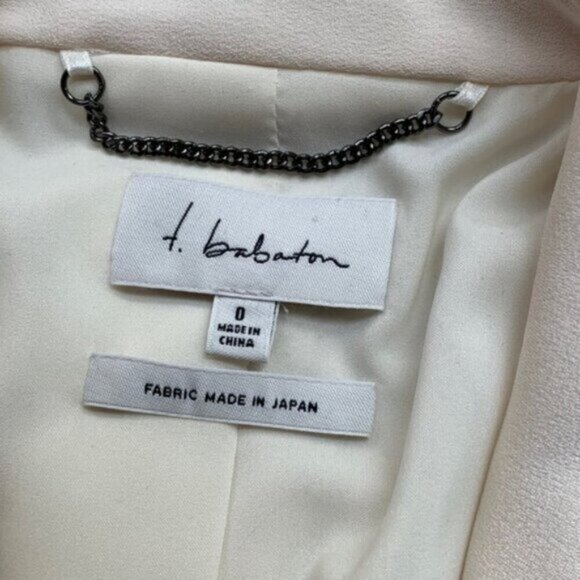 t. babaton
0
MADE IN
CHINA
FABRIC MADE IN JAPAN